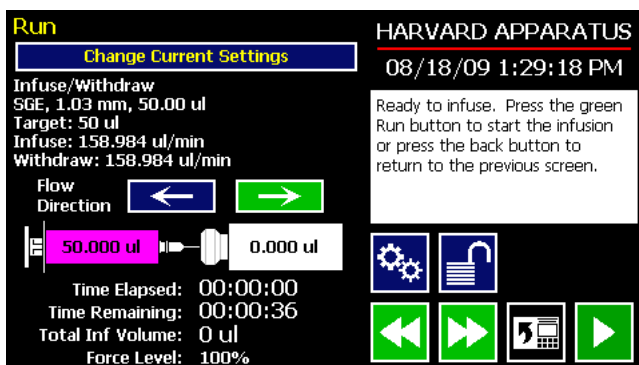 Run
Change Current Settings
Infuse/Withdraw
SGE, 1.03 mm, 50.00 ul
Target: 50 ul
Infuse: 158.984 ul/min
Withdraw: 158.984 ul/min
Flow
Direction
50.000 ul
0.000 ul
Time Elapsed: 00:00:00
Time Remaining: 00:00:36
Total Inf Volume: 0 ul
Force Level: 100%
HARVARD APPARATUS
08/18/09 1:29:18 PM
Ready to infuse. Press the green
Run button to start the infusion
or press the back button to
return to the previous screen.